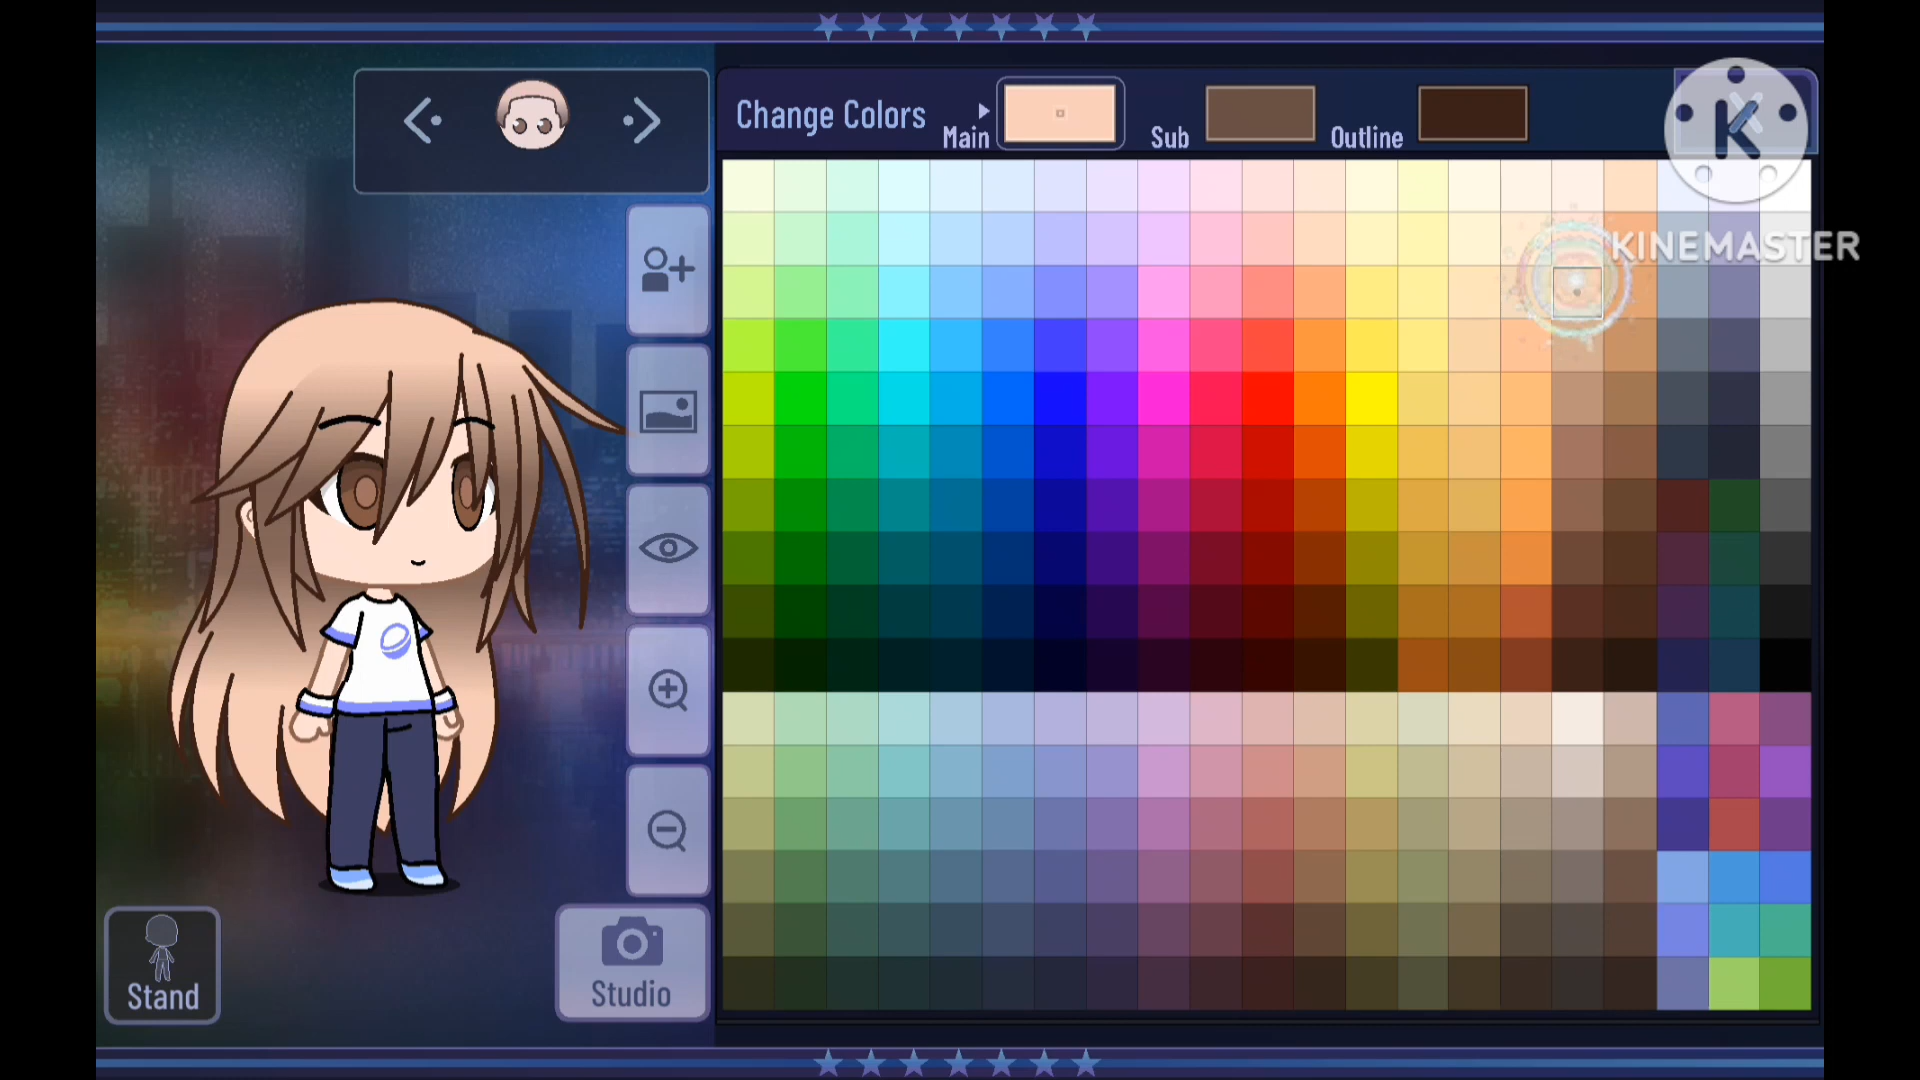 Change Colors
Main
Sub
Outline
K
KINEMASTER
Stand
Studio